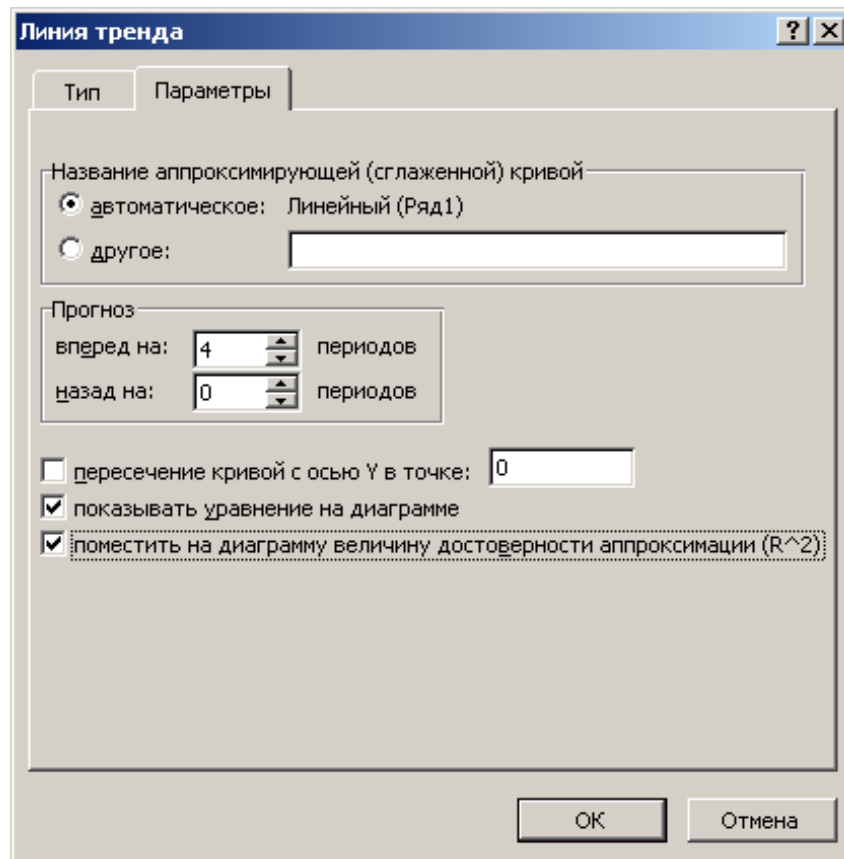 Линия тренда
Тип
Параметры
Название аппроксимирующей (сглаженной) кривой
автоматическое: Линейный (Ряд1)
другое:
Прогноз
вперед на: 4 периодов
назад на: 0 периодов
пересечение кривой с осью Y в точке: 0
показывать уравнение на диаграмме
поместить на диаграмму величину достоверности аппроксимации (R^2)
ОК
Отмена